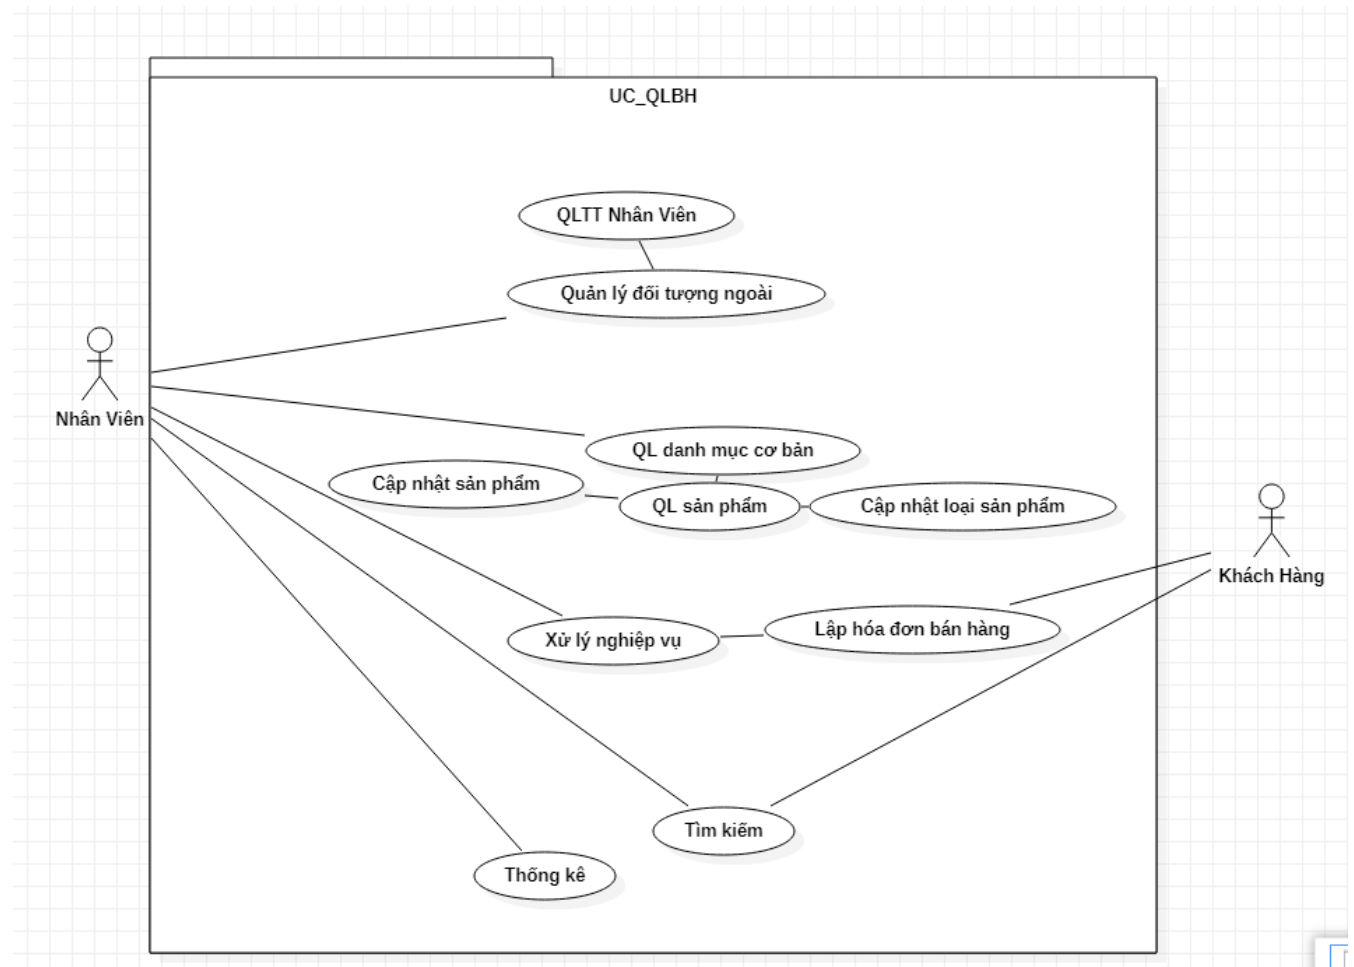 UC_QLBH
QLTT Nhân Viên
Quản lý đối tượng ngoài
Nhân Viên
QL danh mục cơ bản
Cập nhật sản phẩm
QL sản phẩm
Cập nhật loại sản phẩm
Khách Hàng
Xử lý nghiệp vụ
Lập hóa đơn bán hàng
Tìm kiếm
Thống kê